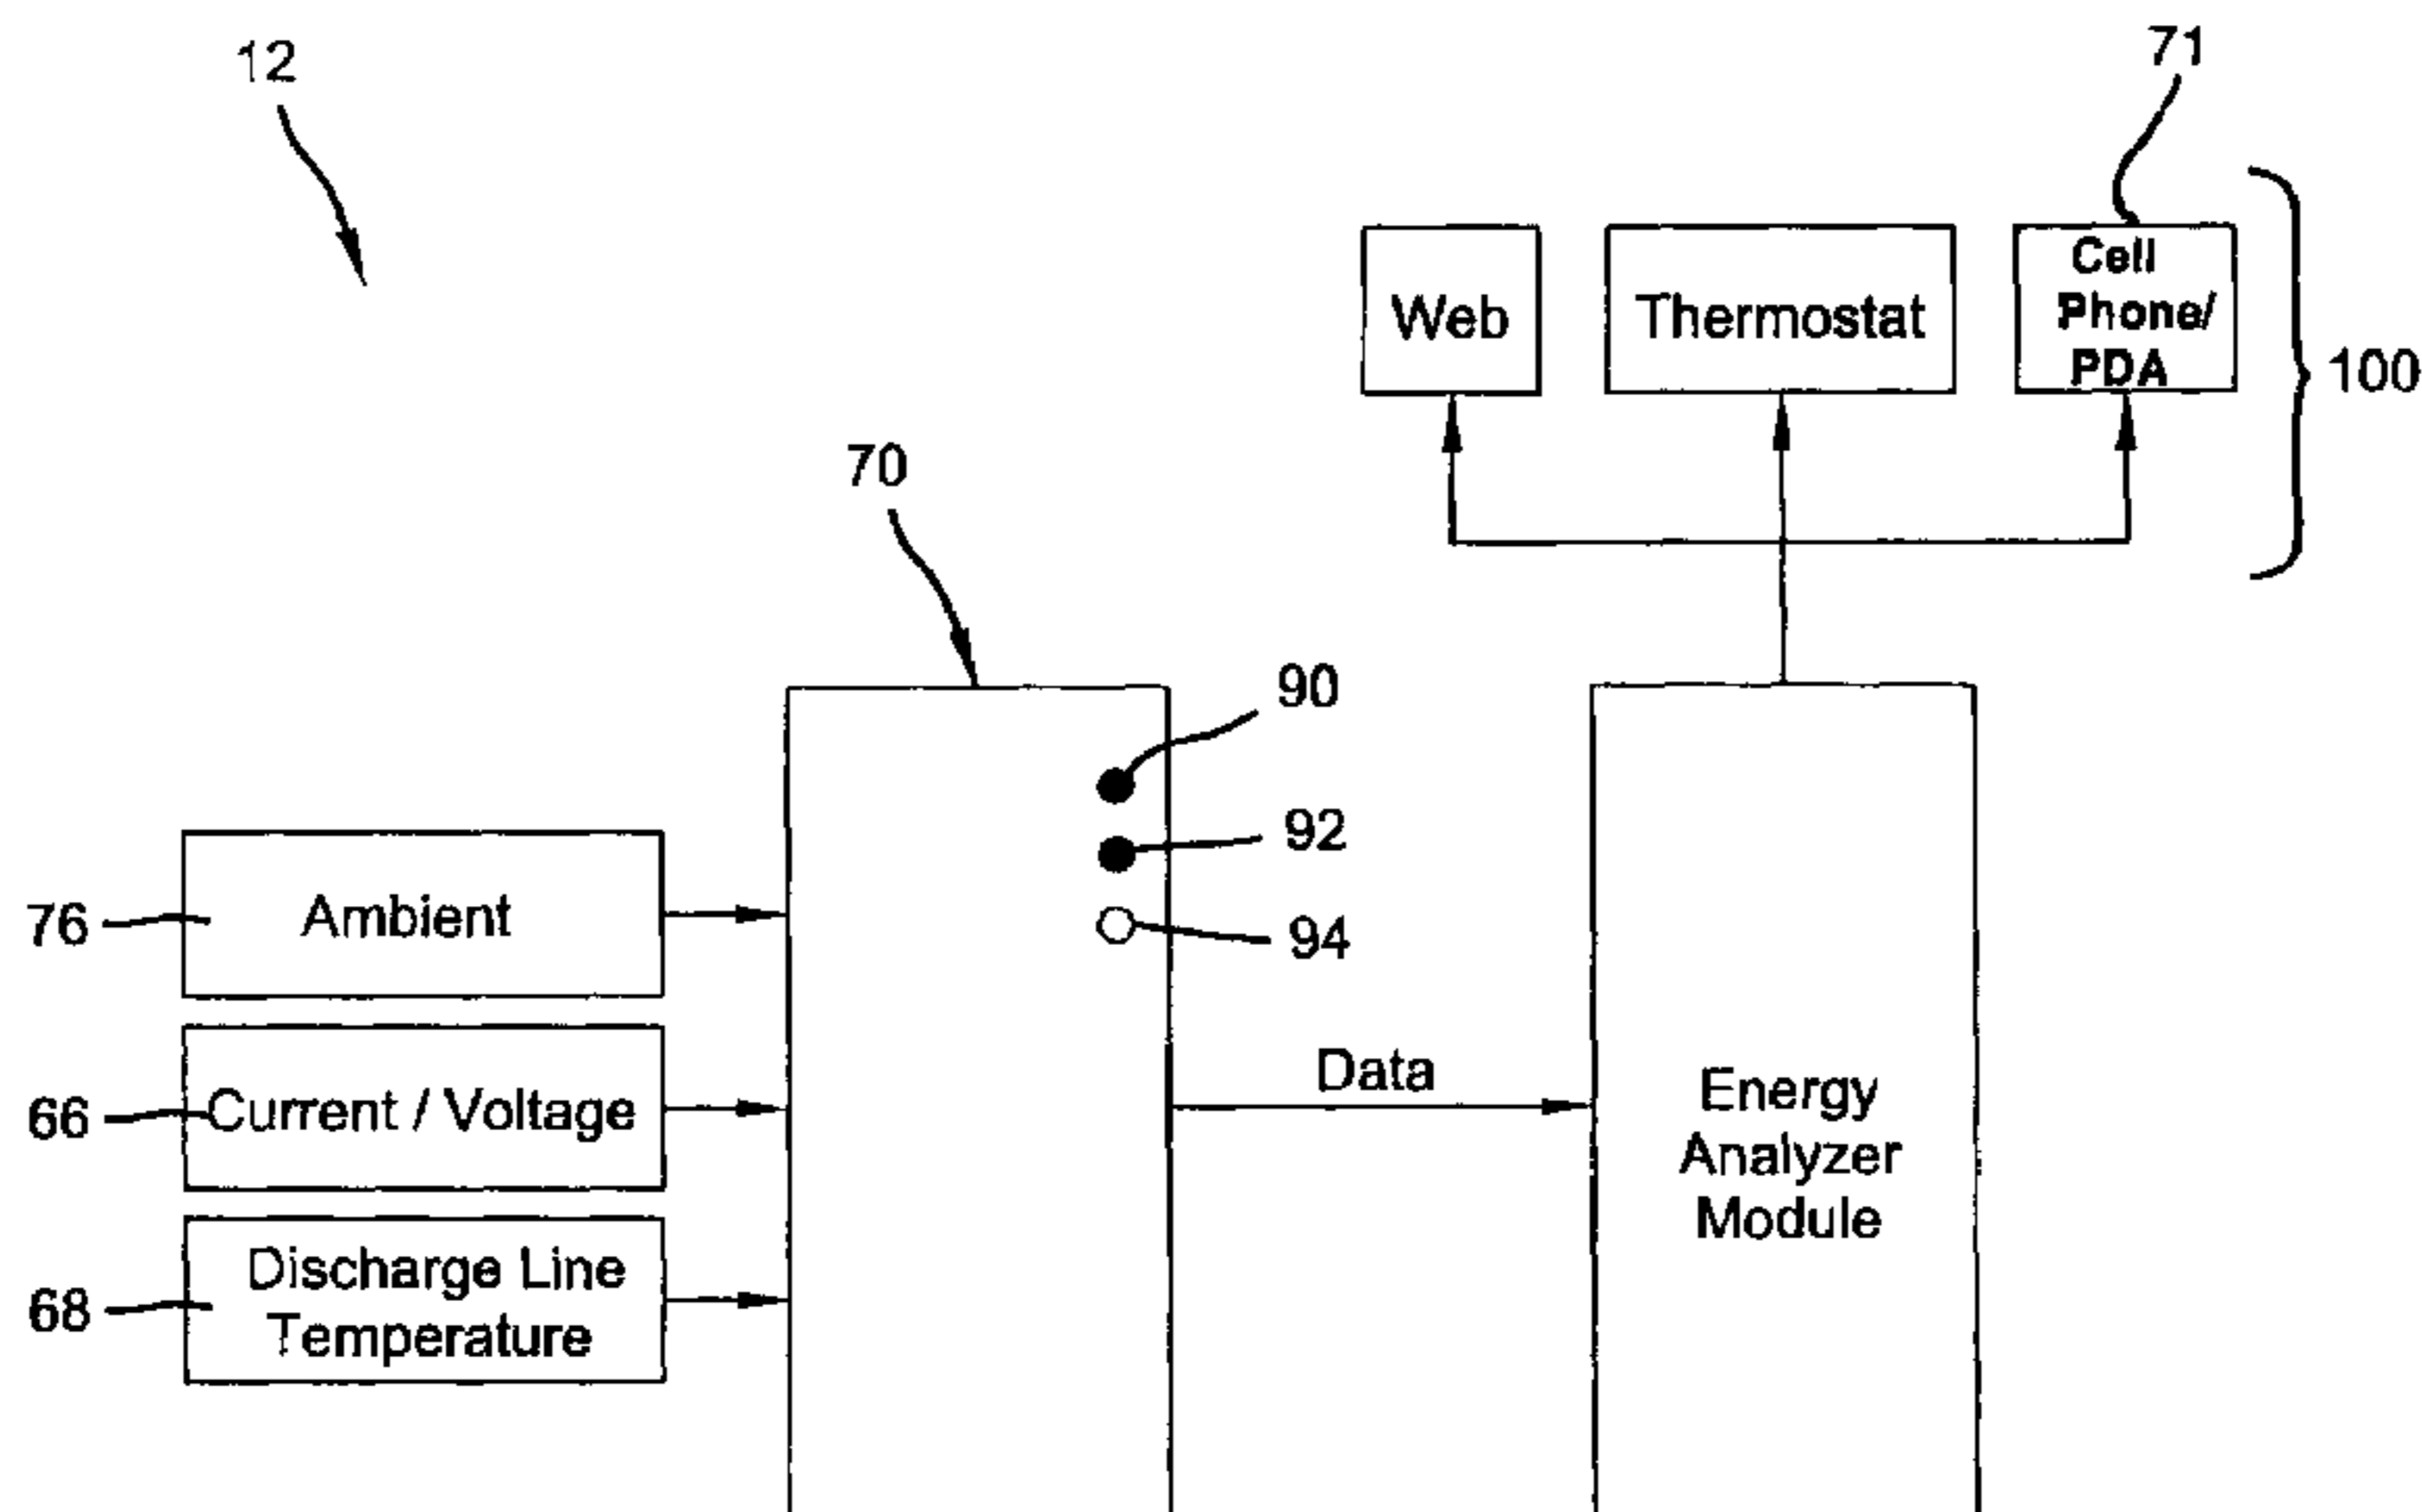 12
71
Web
Thermostat
Cell
Phone/
PDA
100
70
90
92
94
76
Ambient
66
Current / Voltage
68
Discharge Line
Temperature
Data
Energy
Analyzer
Module